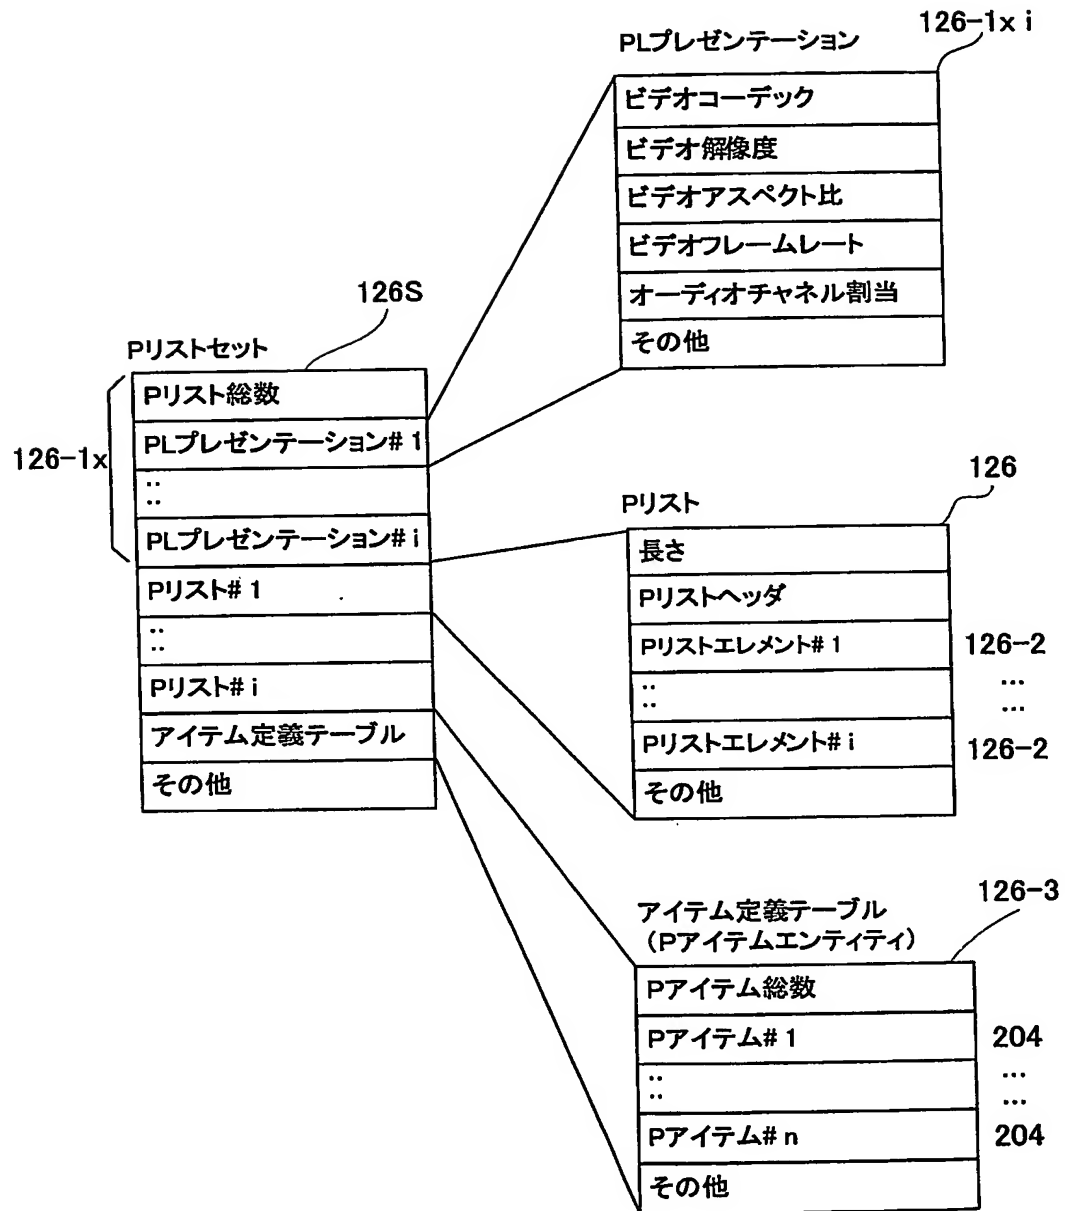 126-1x i
PLプレゼンテーション
ビデオコーデック
ビデオ解像度
ビデオアスペクト比
ビデオフレームレート
オーディオチャネル割当
その他
126S
Pリストセット
Pリスト総数
PLプレゼンテーション#1
::
PLプレゼンテーション#i
Pリスト#1
::
Pリスト#i
アイテム定義テーブル
その他
126-1x
126
Pリスト
長さ
Pリストヘッダ
Pリストエレメント#1 126-2
:: ...
...
Pリストエレメント#i 126-2
その他
126-3
アイテム定義テーブル
(Pアイテムエンティティ)
Pアイテム総数
Pアイテム#1 204
:: ...
...
Pアイテム#n 204
その他